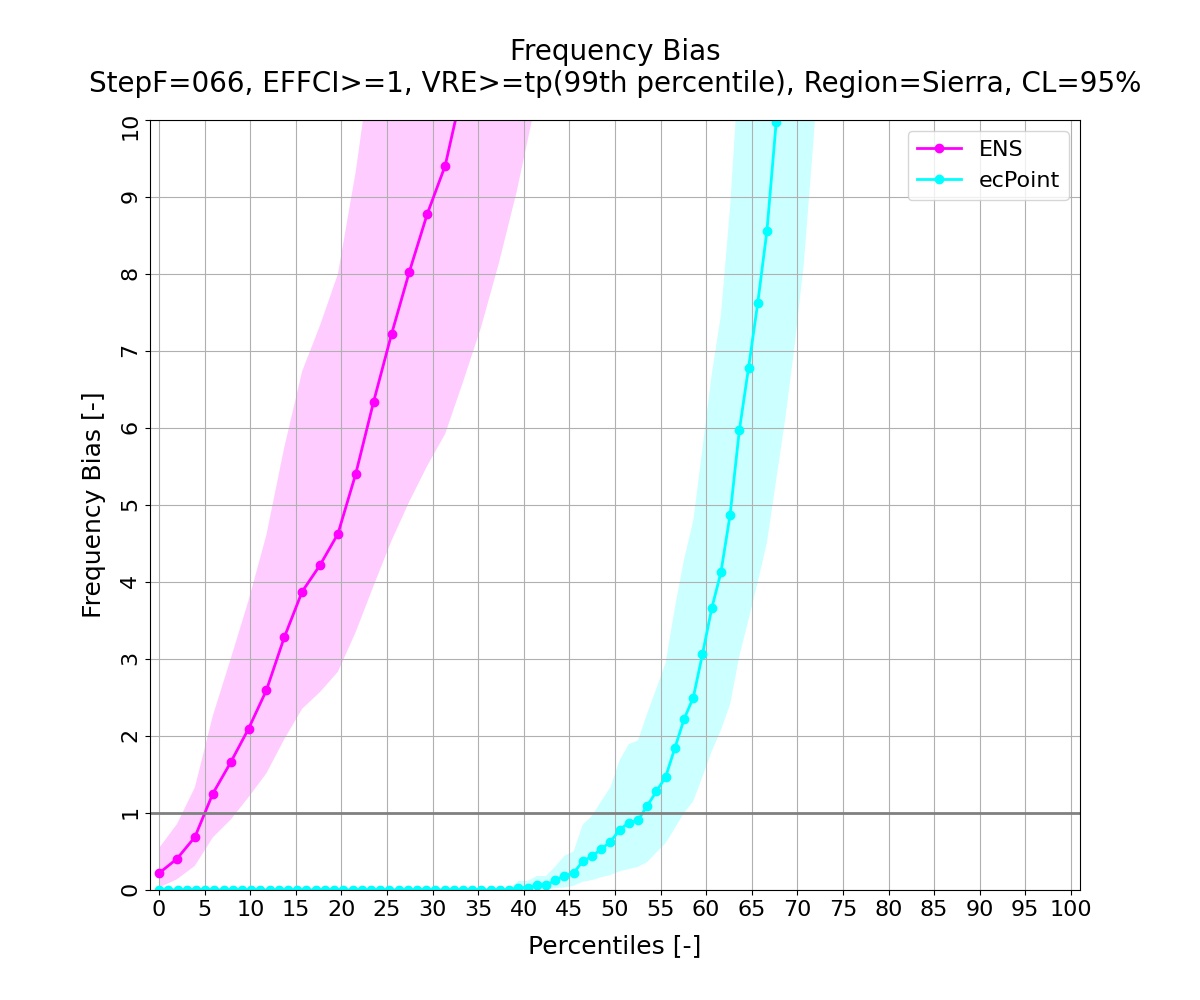 Frequency Bias
StepF=066, EFFCI>=1, VRE>=tp(99th percentile), Region=Sierra, CL=95%
ENS
ecPoint
Frequency Bias [-]
10
9
8
7
6
5
4
3
2
1
0
0 5 10 15 20 25 30 35 40 45 50 55 60 65 70 75 80 85 90 95 100
Percentiles [-]